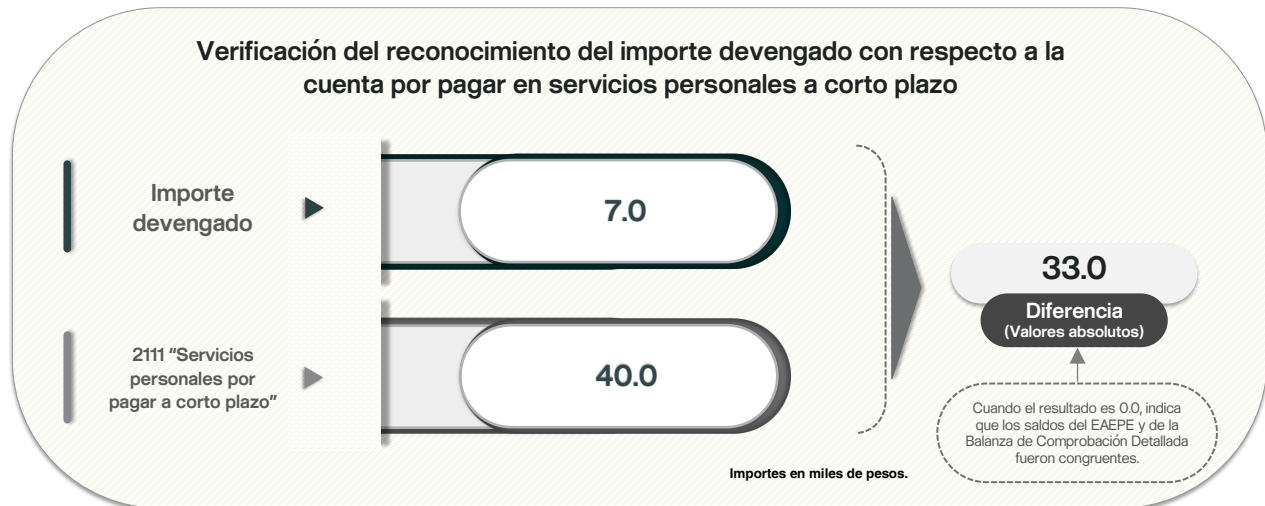 Verificación del reconocimiento del importe devengado con respecto a la
cuenta por pagar en servicios personales a corto plazo
Importe
devengado
7.0
2111 “Servicios
personales por
pagar a corto plazo”
40.0
33.0
Diferencia
(Valores absolutos)
Cuando el resultado es 0.0, indica
que los saldos del EAEPE y de la
Balanza de Comprobación Detallada
fueron congruentes.
Importes en miles de pesos.